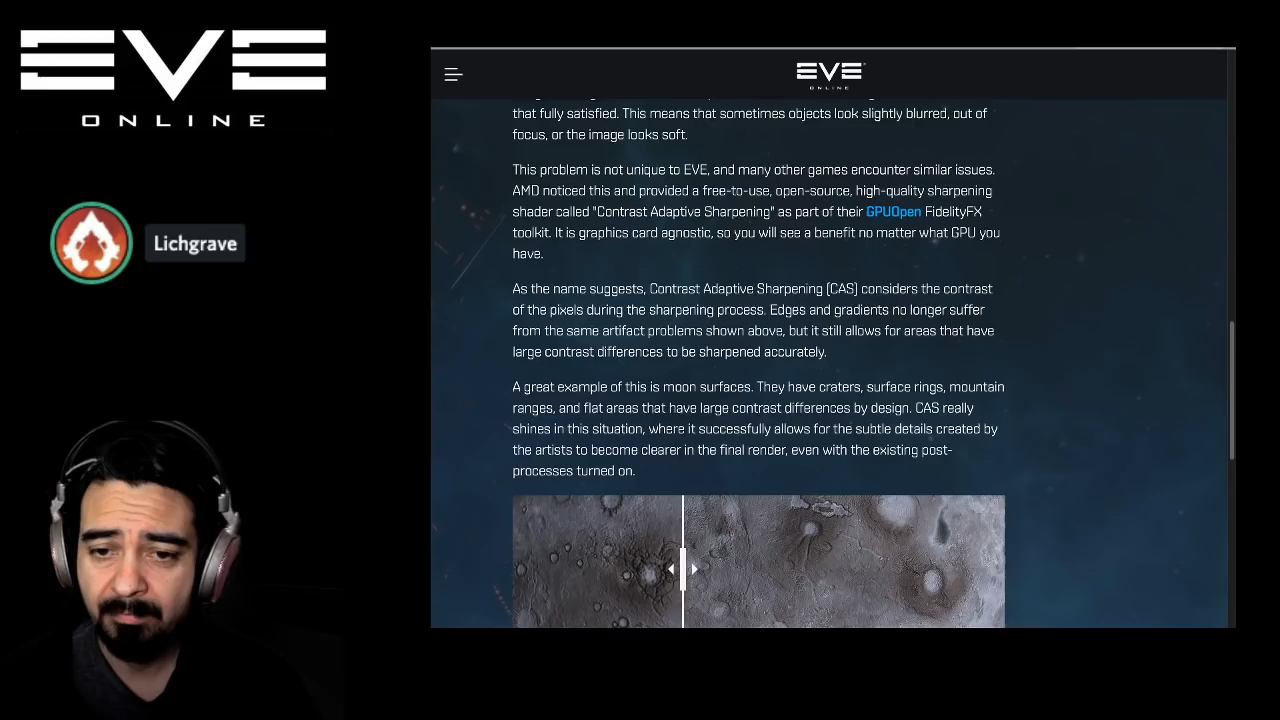 EVE
ONLINE
Lichgrave
EVE
ONLINE
that fully satisfied. This means that sometimes objects look slightly blurred, out of
focus, or the image looks soft.
This problem is not unique to EVE, and many other games encounter similar issues.
AMD noticed this and provided a free-to-use, open-source, high-quality sharpening
shader called "Contrast Adaptive Sharpening" as part of their GPUOpen FidelityFX
toolkit. It is graphics card agnostic, so you will see a benefit no matter what GPU you
have.
As the name suggests, Contrast Adaptive Sharpening (CAS) considers the contrast
of the pixels during the sharpening process. Edges and gradients no longer suffer
from the same artifact problems shown above, but it still allows for areas that have
large contrast differences to be sharpened accurately.
A great example of this is moon surfaces. They have craters, surface rings, mountain
ranges, and flat areas that have large contrast differences by design. CAS really
shines in this situation, where it successfully allows for the subtle details created by
the artists to become clearer in the final render, even with the existing post-
processes turned on.